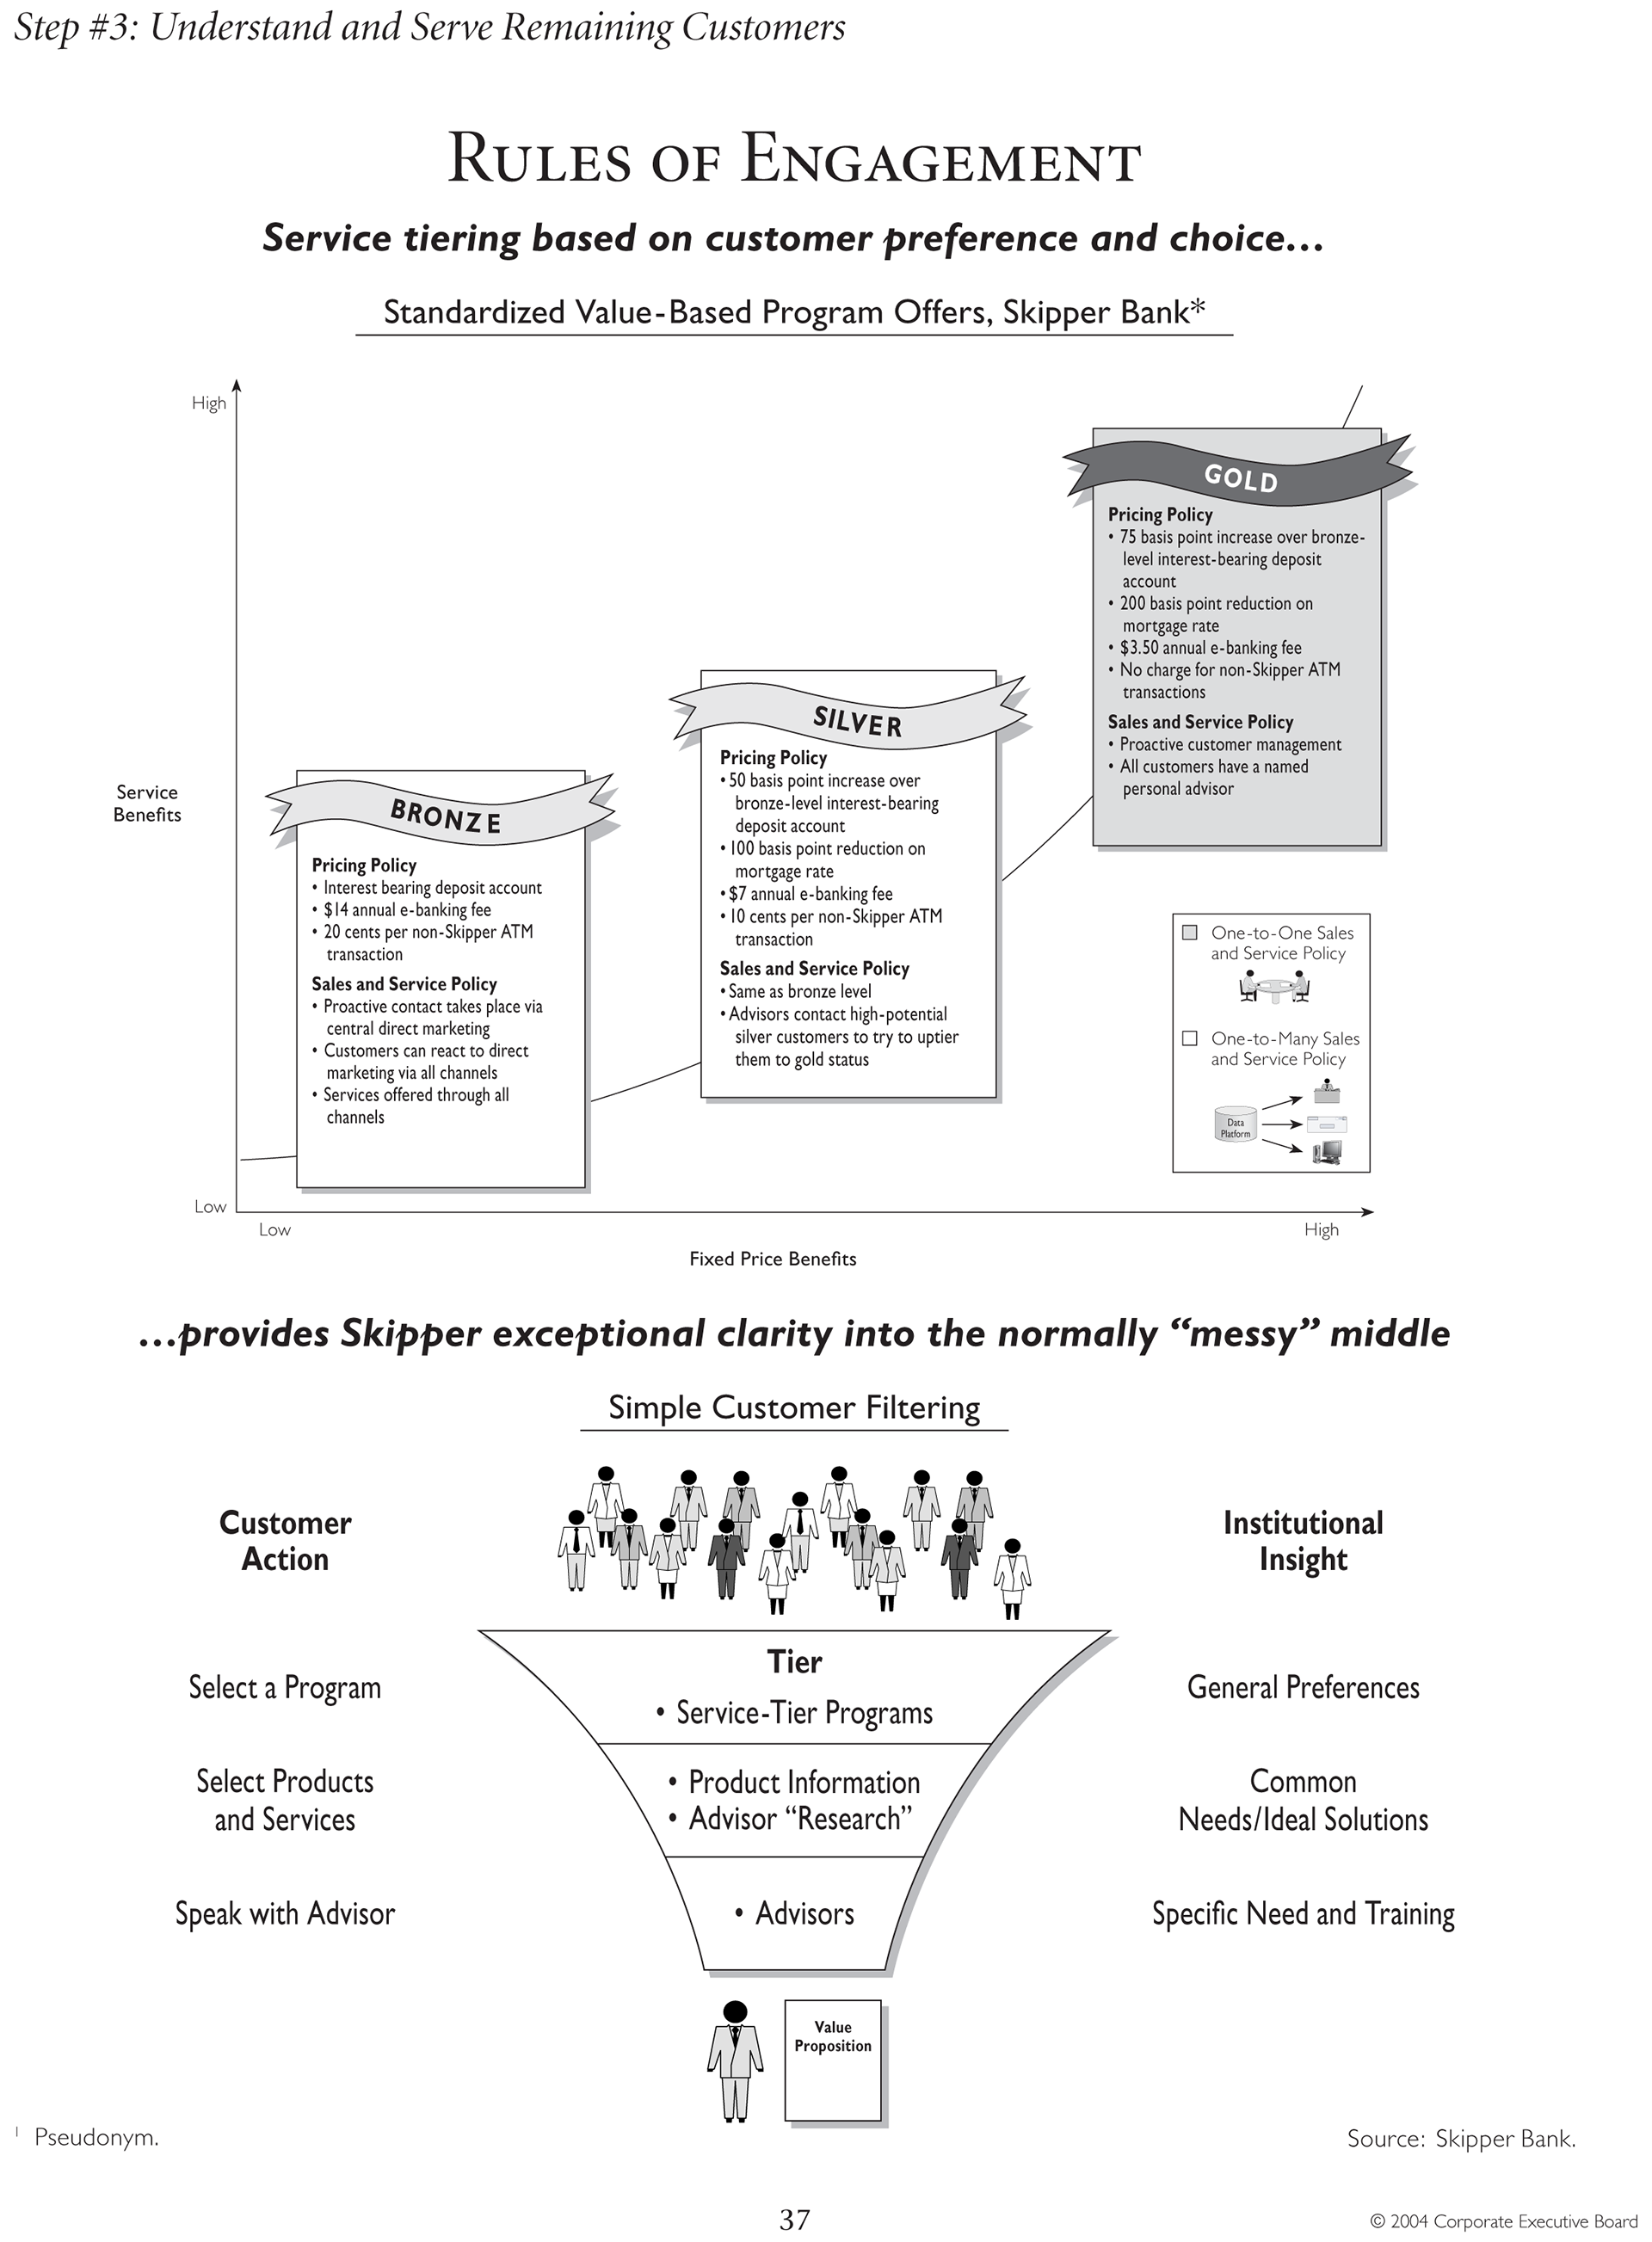 Step #3: Understand and Serve Remaining Customers
Rules of Engagement
Service tiering based on customer preference and choice…
Standardized Value-Based Program Offers, Skipper Bank*
High
Service
Benefits
Low
Low
High
Fixed Price Benefits
BRONZE
Pricing Policy
• Interest bearing deposit account
• $14 annual e-banking fee
• 20 cents per non-Skipper ATM
transaction
Sales and Service Policy
• Proactive contact takes place via
central direct marketing
• Customers can react to direct
marketing via all channels
• Services offered through all
channels
SILVER
Pricing Policy
• 50 basis point increase over
bronze-level interest-bearing
deposit account
• 100 basis point reduction on
mortgage rate
• $7 annual e-banking fee
• 10 cents per non-Skipper ATM
transaction
Sales and Service Policy
• Same as bronze level
• Advisors contact high-potential
silver customers to try to uptier
them to gold status
GOLD
Pricing Policy
• 75 basis point increase over bronze-
level interest-bearing deposit
account
• 200 basis point reduction on
mortgage rate
• $3.50 annual e-banking fee
• No charge for non-Skipper ATM
transactions
Sales and Service Policy
• Proactive customer management
• All customers have a named
personal advisor
One-to-One Sales
and Service Policy
One-to-Many Sales
and Service Policy
Data
Platform
…provides Skipper exceptional clarity into the normally “messy” middle
Simple Customer Filtering
Customer
Action
Institutional
Insight
Tier
Select a Program
• Service-Tier Programs
General Preferences
Select Products
and Services
• Product Information
• Advisor “Research”
Common
Needs/Ideal Solutions
Speak with Advisor
• Advisors
Specific Need and Training
Value
Proposition
1 Pseudonym.
Source: Skipper Bank.
37
© 2004 Corporate Executive Board